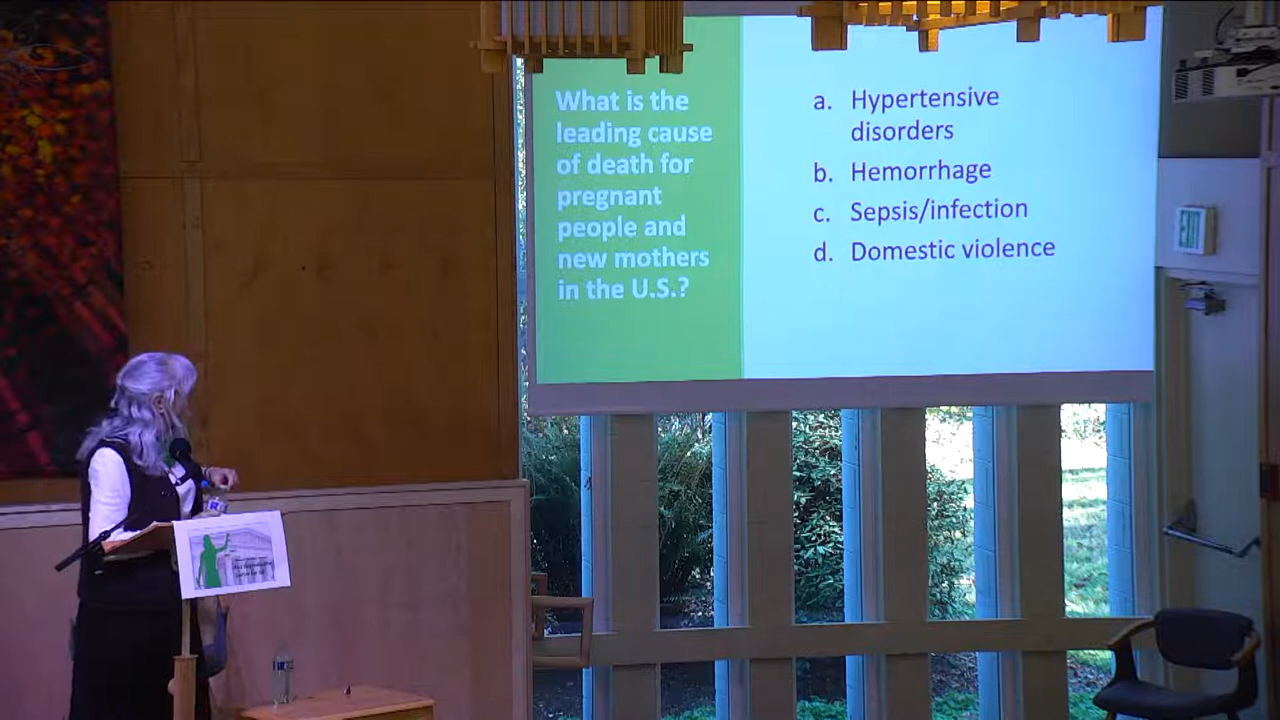 What is the
leading cause
of death for
pregnant
people and
new mothers
in the U.S.?
a. Hypertensive
disorders
b. Hemorrhage
c. Sepsis/infection
d. Domestic violence